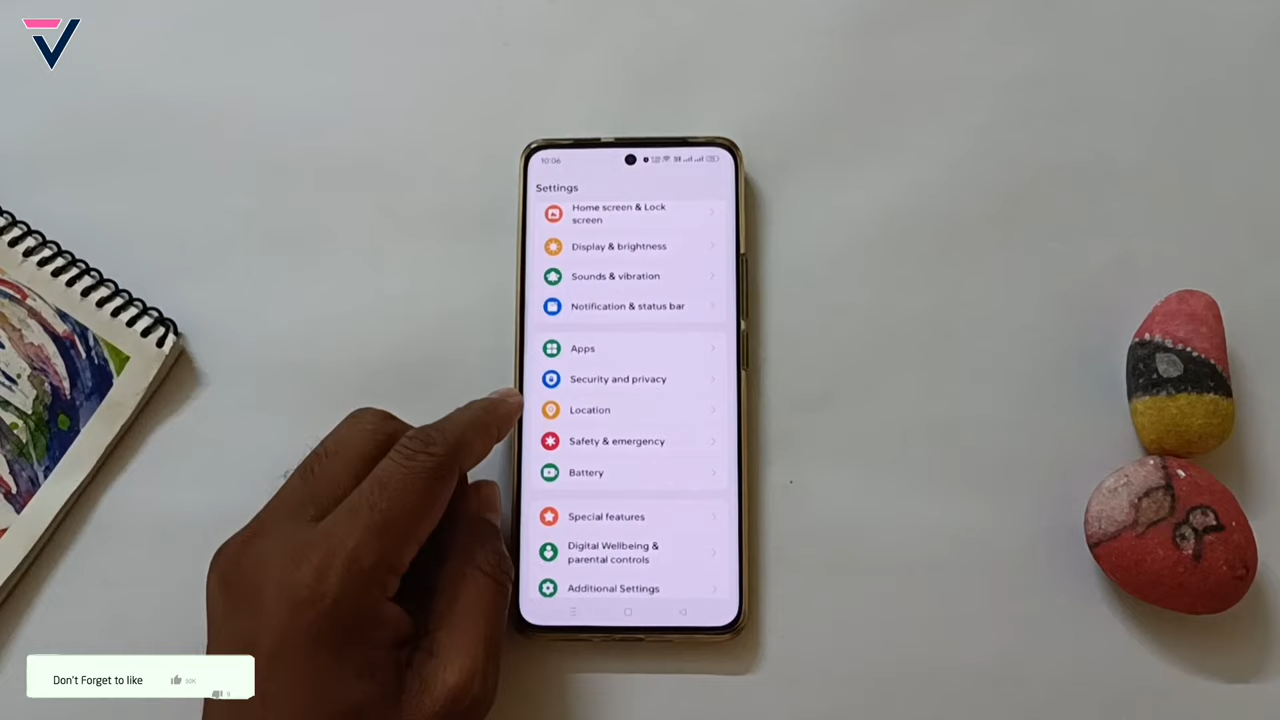 10:06
Settings
Home screen & Lock
screen
Display & brightness
Sounds & vibration
Notification & status bar
Apps
Security and privacy
Location
Safety & emergency
Battery
Special features
Digital Wellbeing &
parental controls
Additional Settings
Don't Forget to like